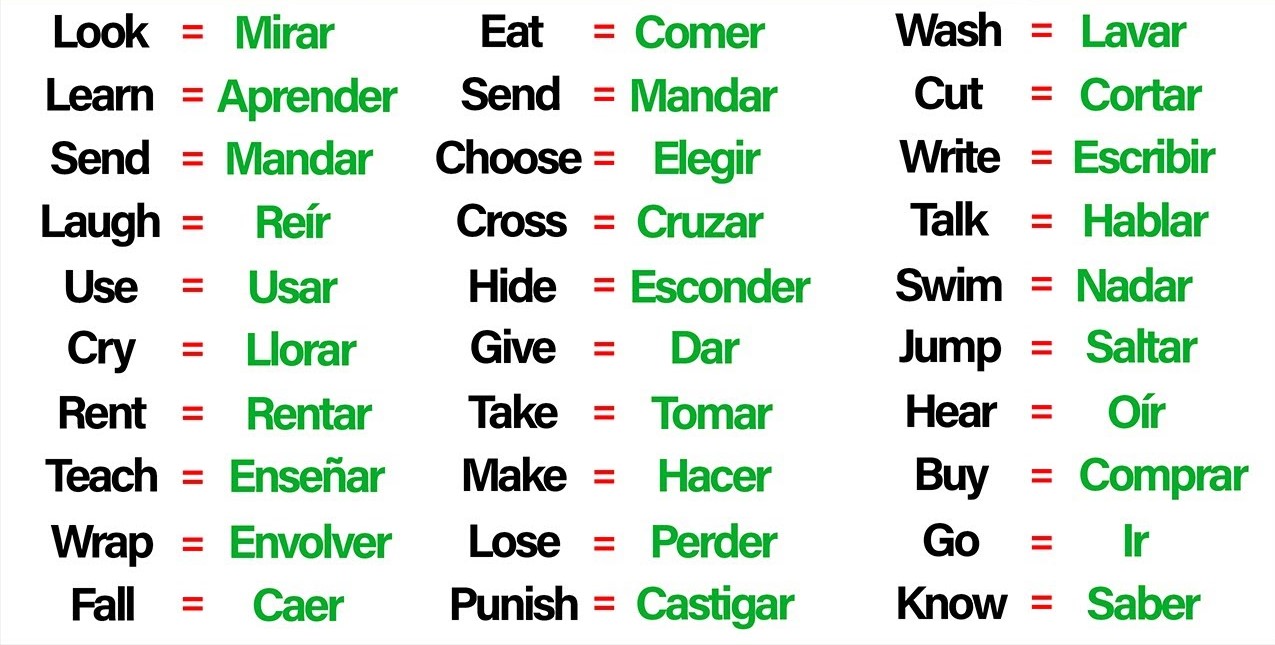 Look = Mirar
Learn = Aprender
Send = Mandar
Laugh = Reír
Use = Usar
Cry = Llorar
Rent = Rentar
Teach = Enseñar
Wrap = Envolver
Fall = Caer
Eat = Comer
Send = Mandar
Choose = Elegir
Cross = Cruzar
Hide = Esconder
Give = Dar
Take = Tomar
Make = Hacer
Lose = Perder
Punish = Castigar
Wash = Lavar
Cut = Cortar
Write = Escribir
Talk = Hablar
Swim = Nadar
Jump = Saltar
Hear = Oír
Buy = Comprar
Go = Ir
Know = Saber